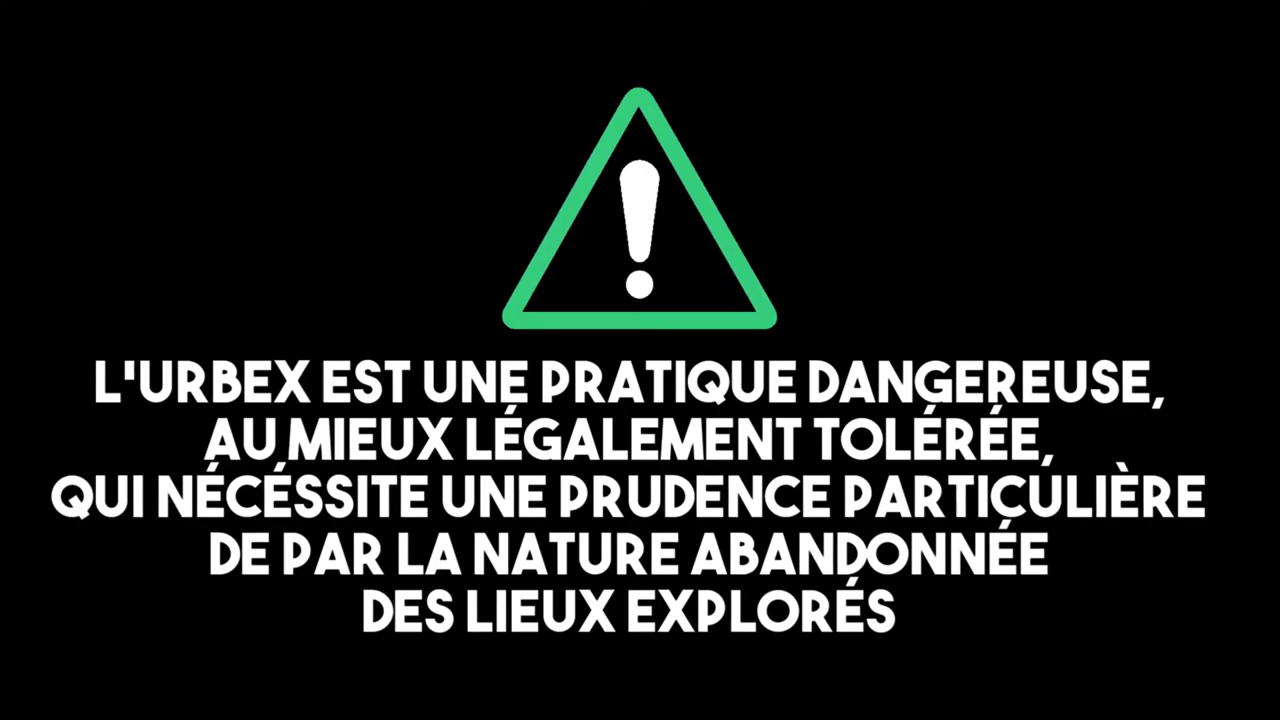 L'URBEX EST UNE PRATIQUE DANGEREUSE,
AU MIEUX LÉGALEMENT TOLÉRÉE,
QUI NÉCÉSSITE UNE PRUDENCE PARTICULIÈRE
DE PAR LA NATURE ABANDONNÉE
DES LIEUX EXPLORÉS